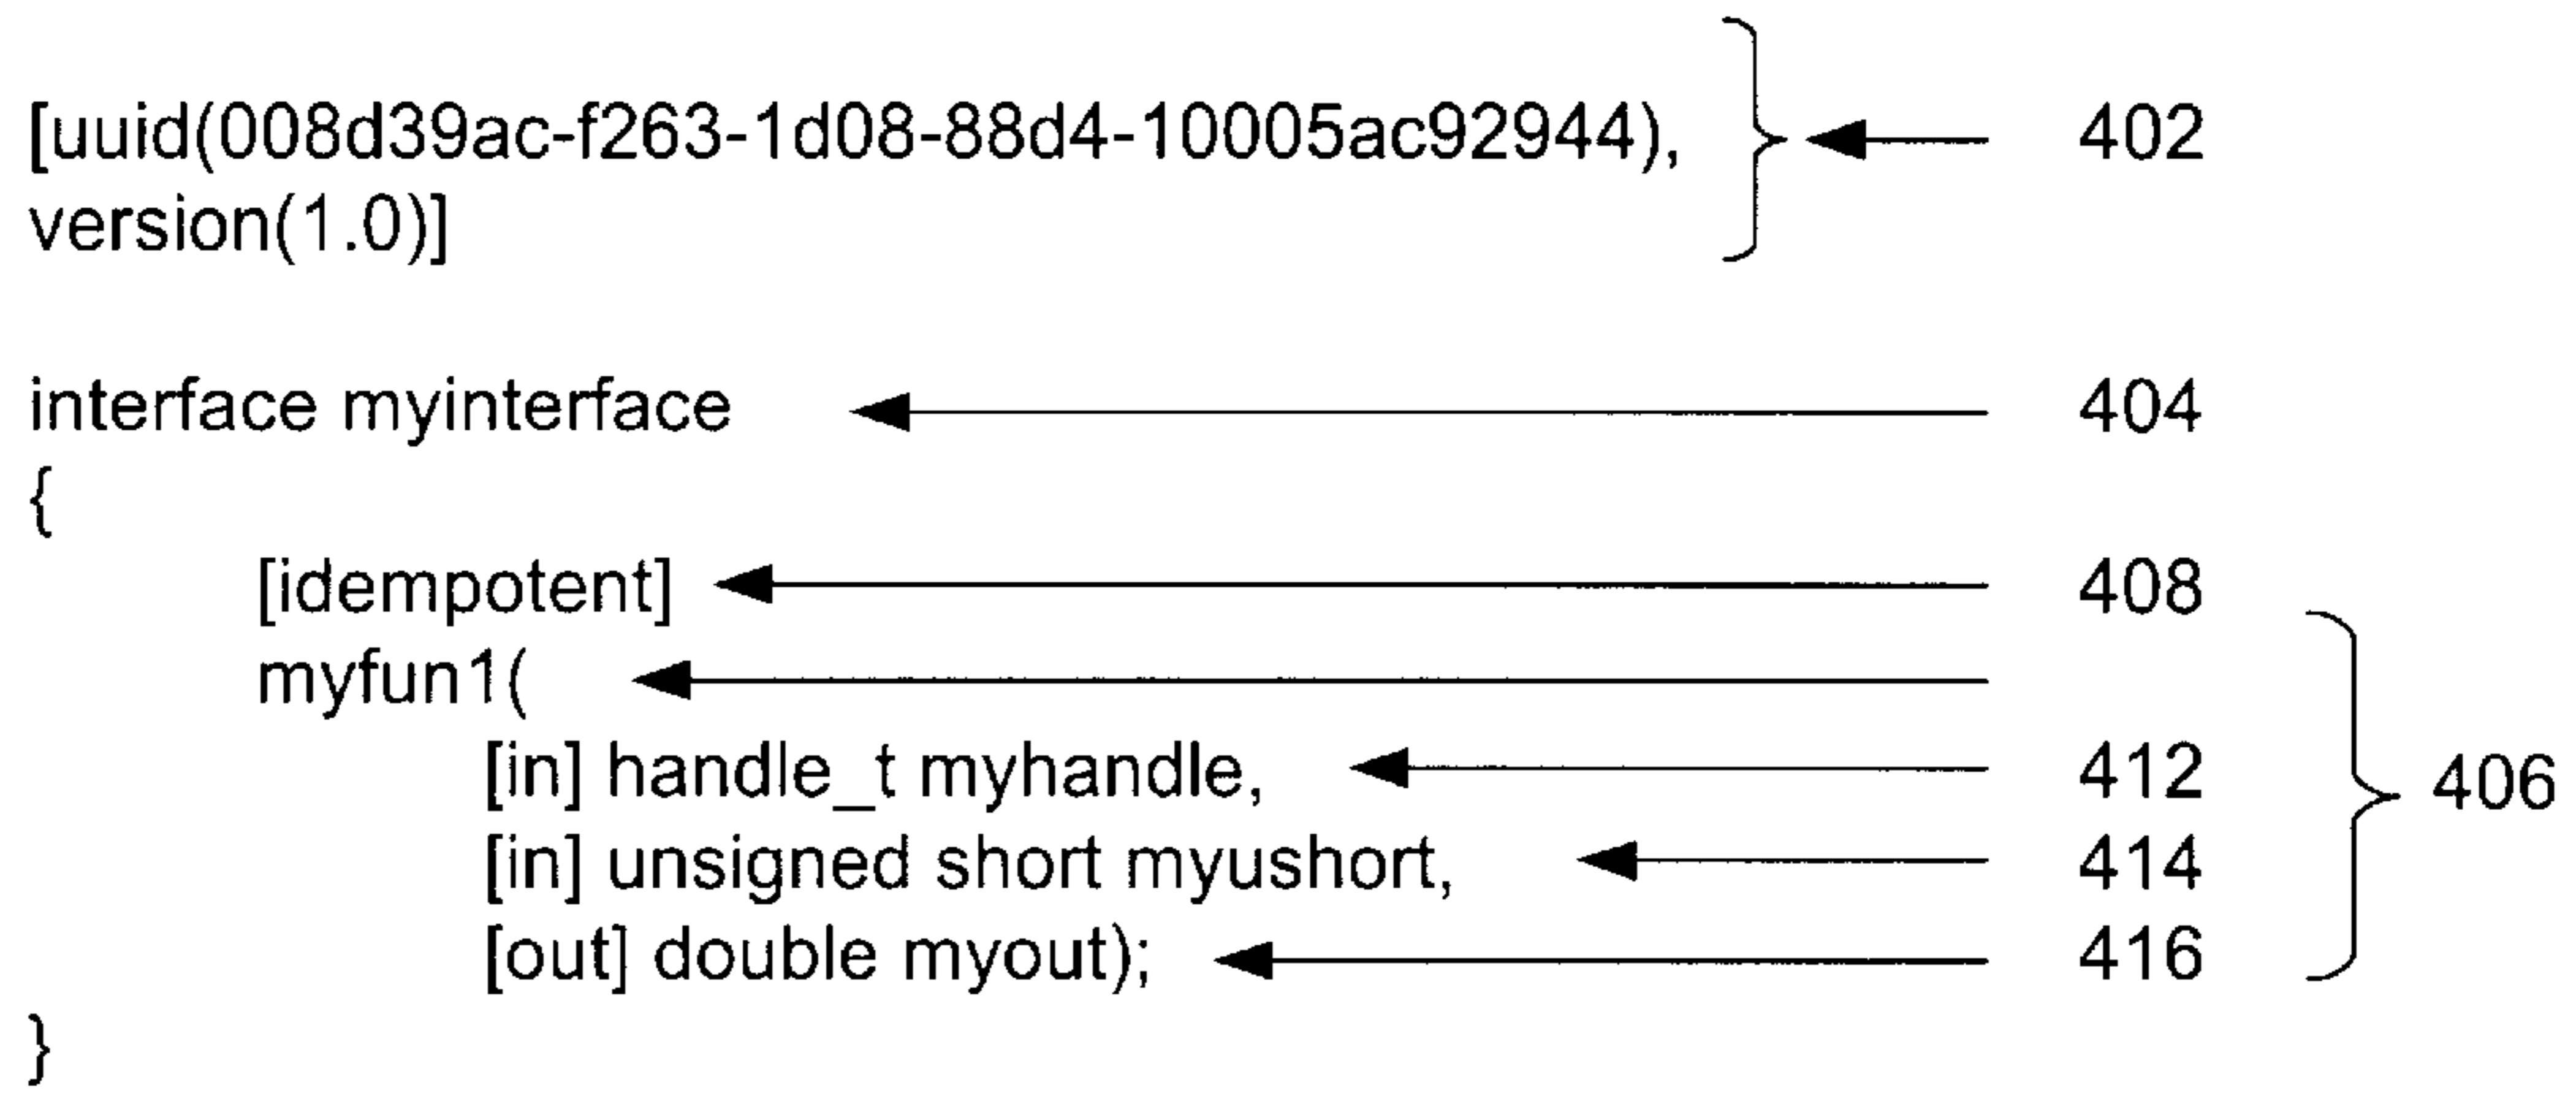 [uuid(008d39ac-f263-1d08-88d4-10005ac92944), 402
version(1.0)]
interface myinterface 404
{
[idempotent] 408
myfun1(
[in] handle_t myhandle, 412
406
[in] unsigned short myushort, 414
[out] double myout); 416
}